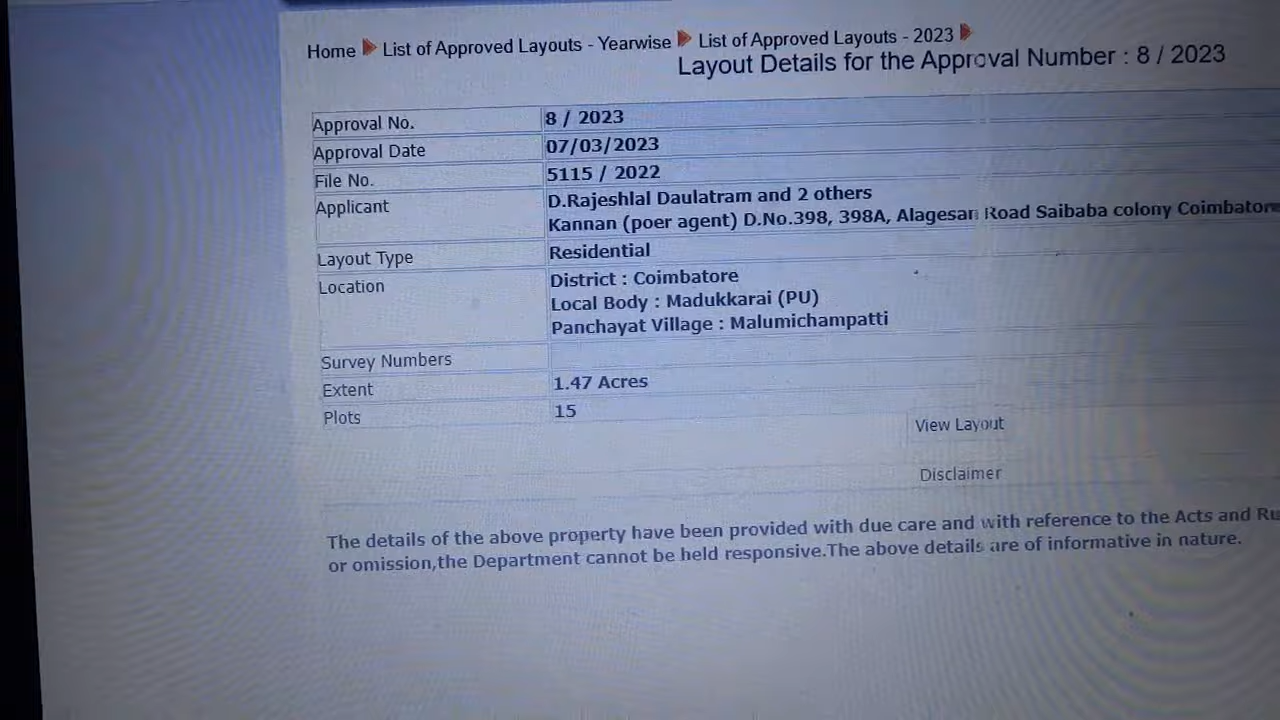 Home List of Approved Layouts - Yearwise List of Approved Layouts - 2023
Layout Details for the Approval Number : 8 / 2023
Approval No. 8 / 2023
Approval Date 07/03/2023
File No. 5115 / 2022
Applicant D.Rajeshlal Daulatram and 2 others
Kannan (poer agent) D.No.398, 398A, Alagesan Road Saibaba colony Coimbatore
Layout Type Residential
Location District : Coimbatore
Local Body : Madukkarai (PU)
Panchayat Village : Malumichampatti
Survey Numbers
Extent 1.47 Acres
Plots 15
View Layout
Disclaimer
The details of the above property have been provided with due care and with reference to the Acts and Ru
or omission,the Department cannot be held responsive.The above details are of informative in nature.